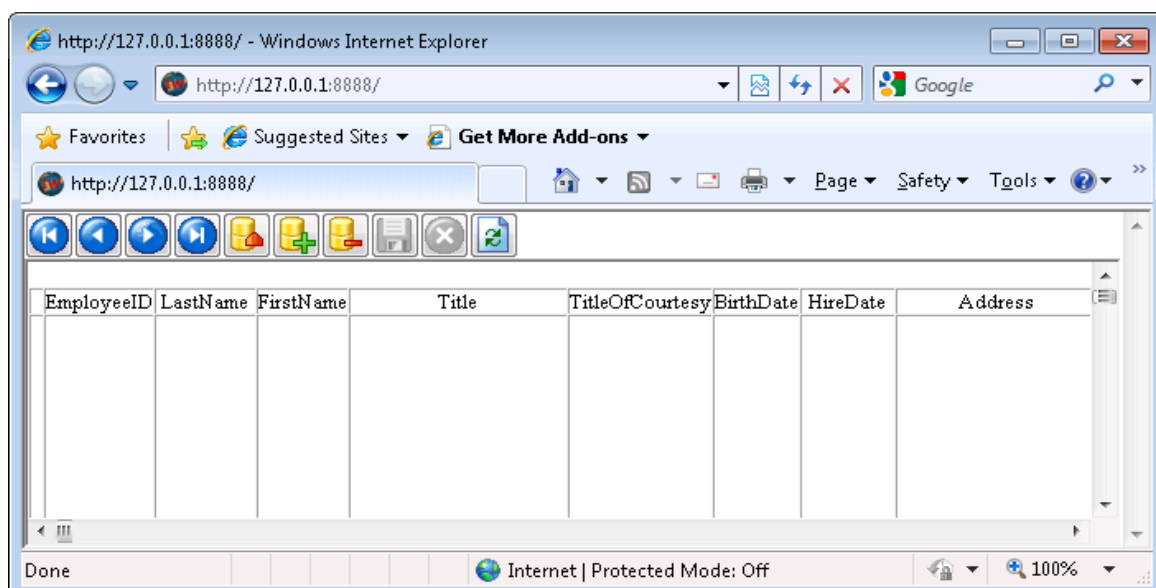 http://127.0.0.1:8888/ - Windows Internet Explorer
http://127.0.0.1:8888/ Google
Favorites Suggested Sites Get More Add-ons
http://127.0.0.1:8888/ Page Safety Tools
EmployeeID LastName FirstName Title TitleOfCourtesy BirthDate HireDate Address
Done Internet | Protected Mode: Off 100%